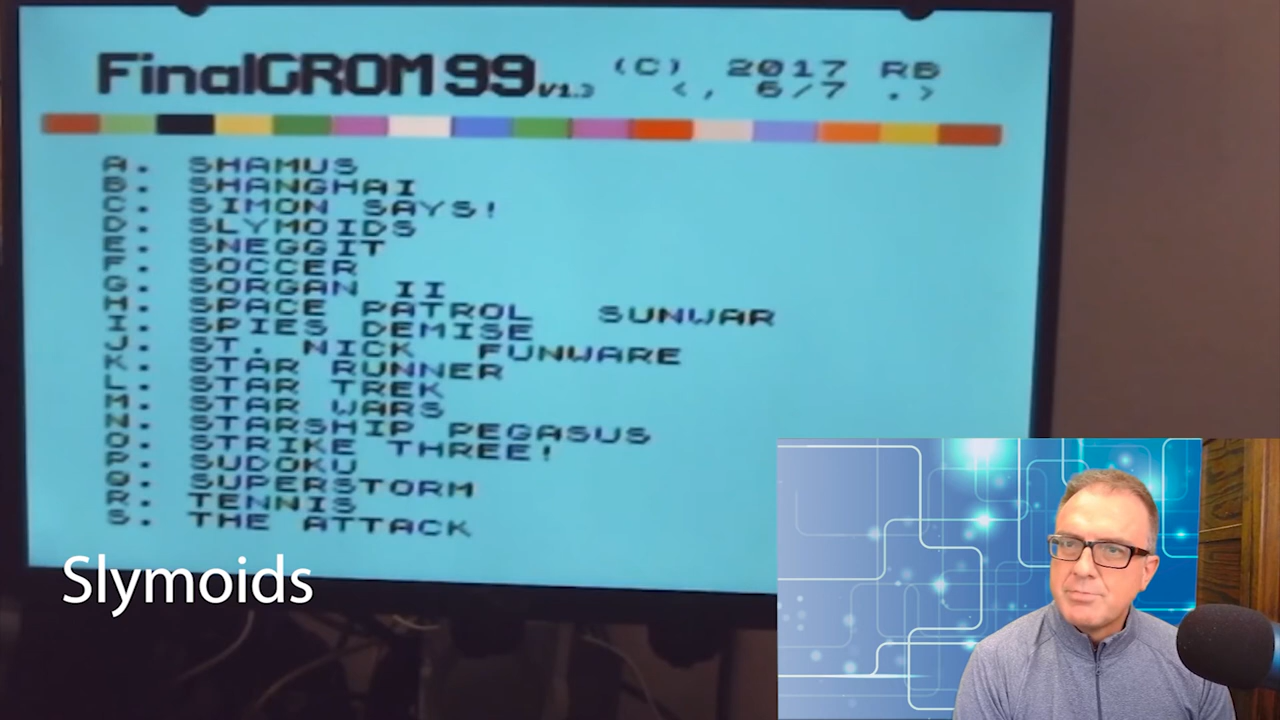 FinalGROM 99 v1.3 (C) 2017 RB
<, 6/7 .>
A. SHAMUS
B. SHANGHAI
C. SIMON SAYS!
D. SLYMOIDS
E. SNEGGIT
F. SOCCER
G. SORGAN II
H. SPACE PATROL SUNWAR
I. SPIES DEMISE
J. ST. NICK FUNWARE
K. STAR RUNNER
L. STAR TREK
M. STAR WARS
N. STARSHIP PEGASUS
O. STRIKE THREE!
P. SUDOKU
Q. SUPERSTORM
R. TENNIS
S. THE ATTACK
Slymoids